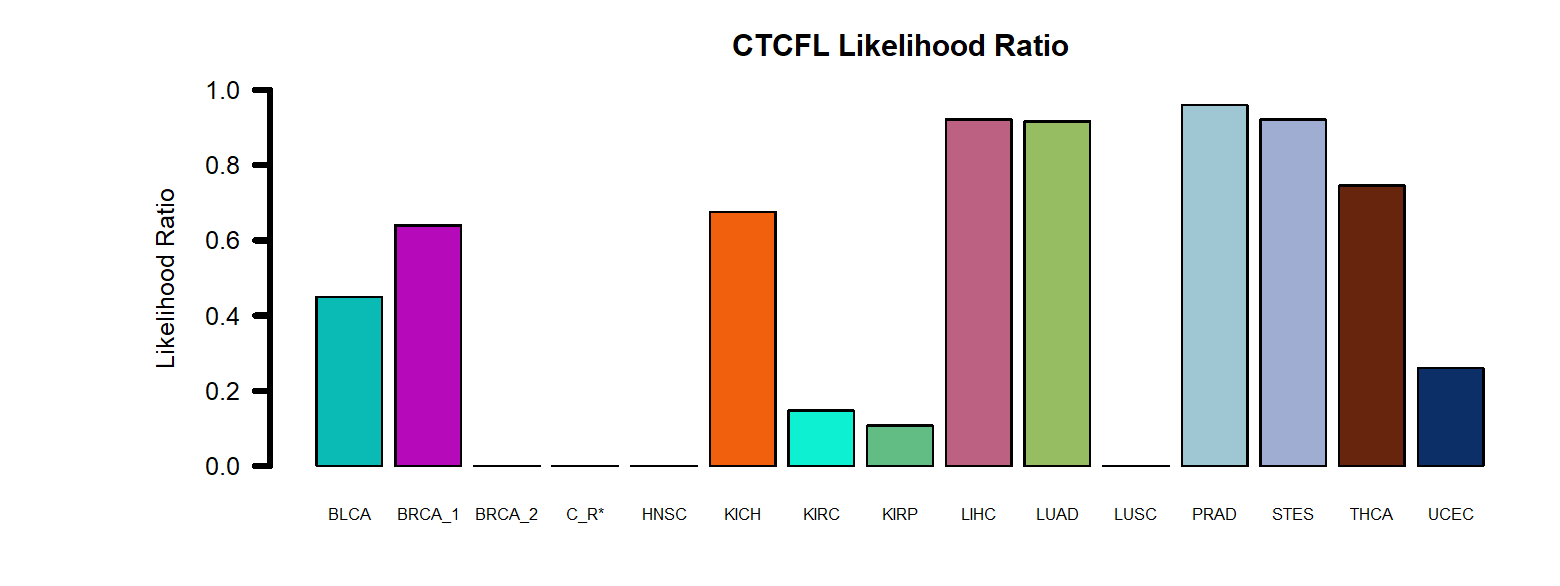 CTCFL Likelihood Ratio
Likelihood Ratio
1.0
0.8
0.6
0.4
0.2
0.0
BLCA BRCA_1 BRCA_2 C_R* HNSC KICH KIRC KIRP LIHC LUAD LUSC PRAD STES THCA UCEC